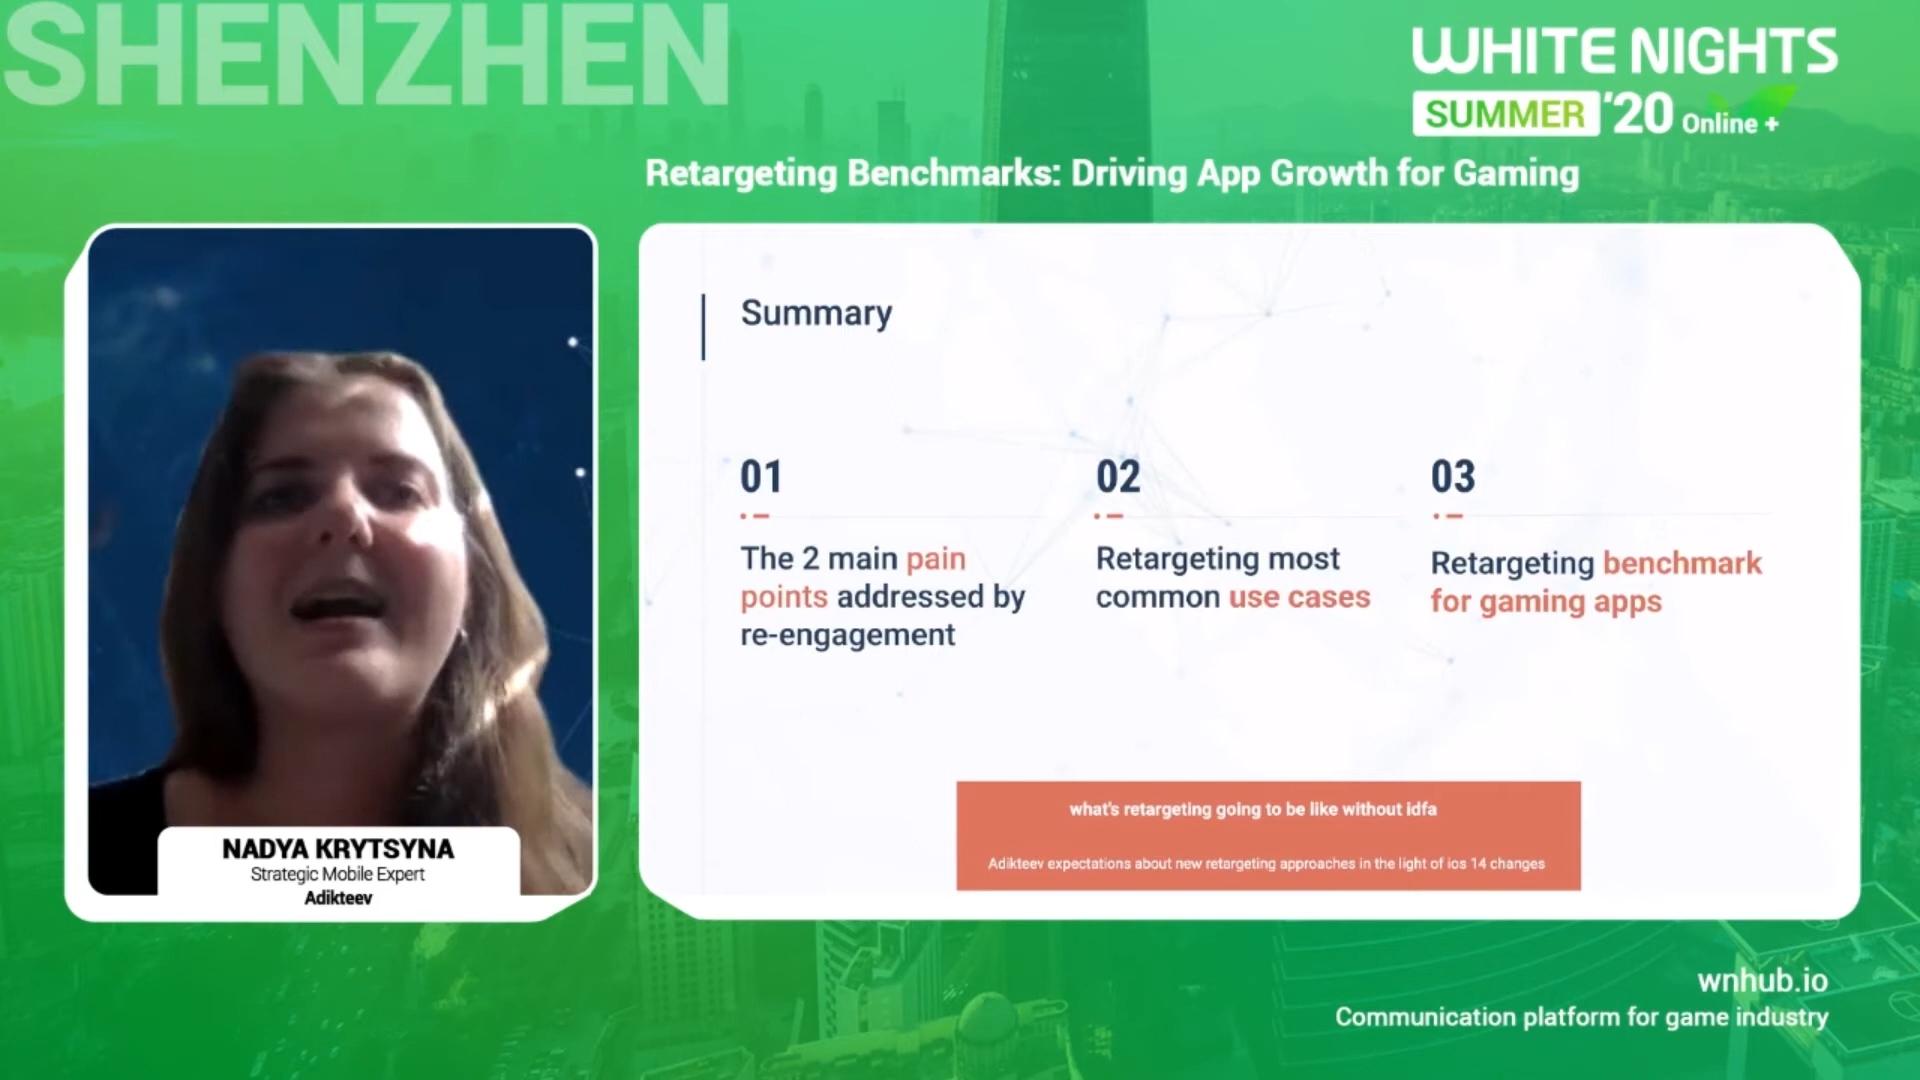 SHENZHEN
WHITE NIGHTS
SUMMER '20 Online +
Retargeting Benchmarks: Driving App Growth for Gaming
Summary
01
The 2 main pain
points addressed by
re-engagement
02
Retargeting most
common use cases
03
Retargeting benchmark
for gaming apps
what's retargeting going to be like without idfa
Adikteev expectations about new retargeting approaches in the light of ios 14 changes
NADYA KRYTSYNA
Strategic Mobile Expert
Adikteev
wnhub.io
Communication platform for game industry